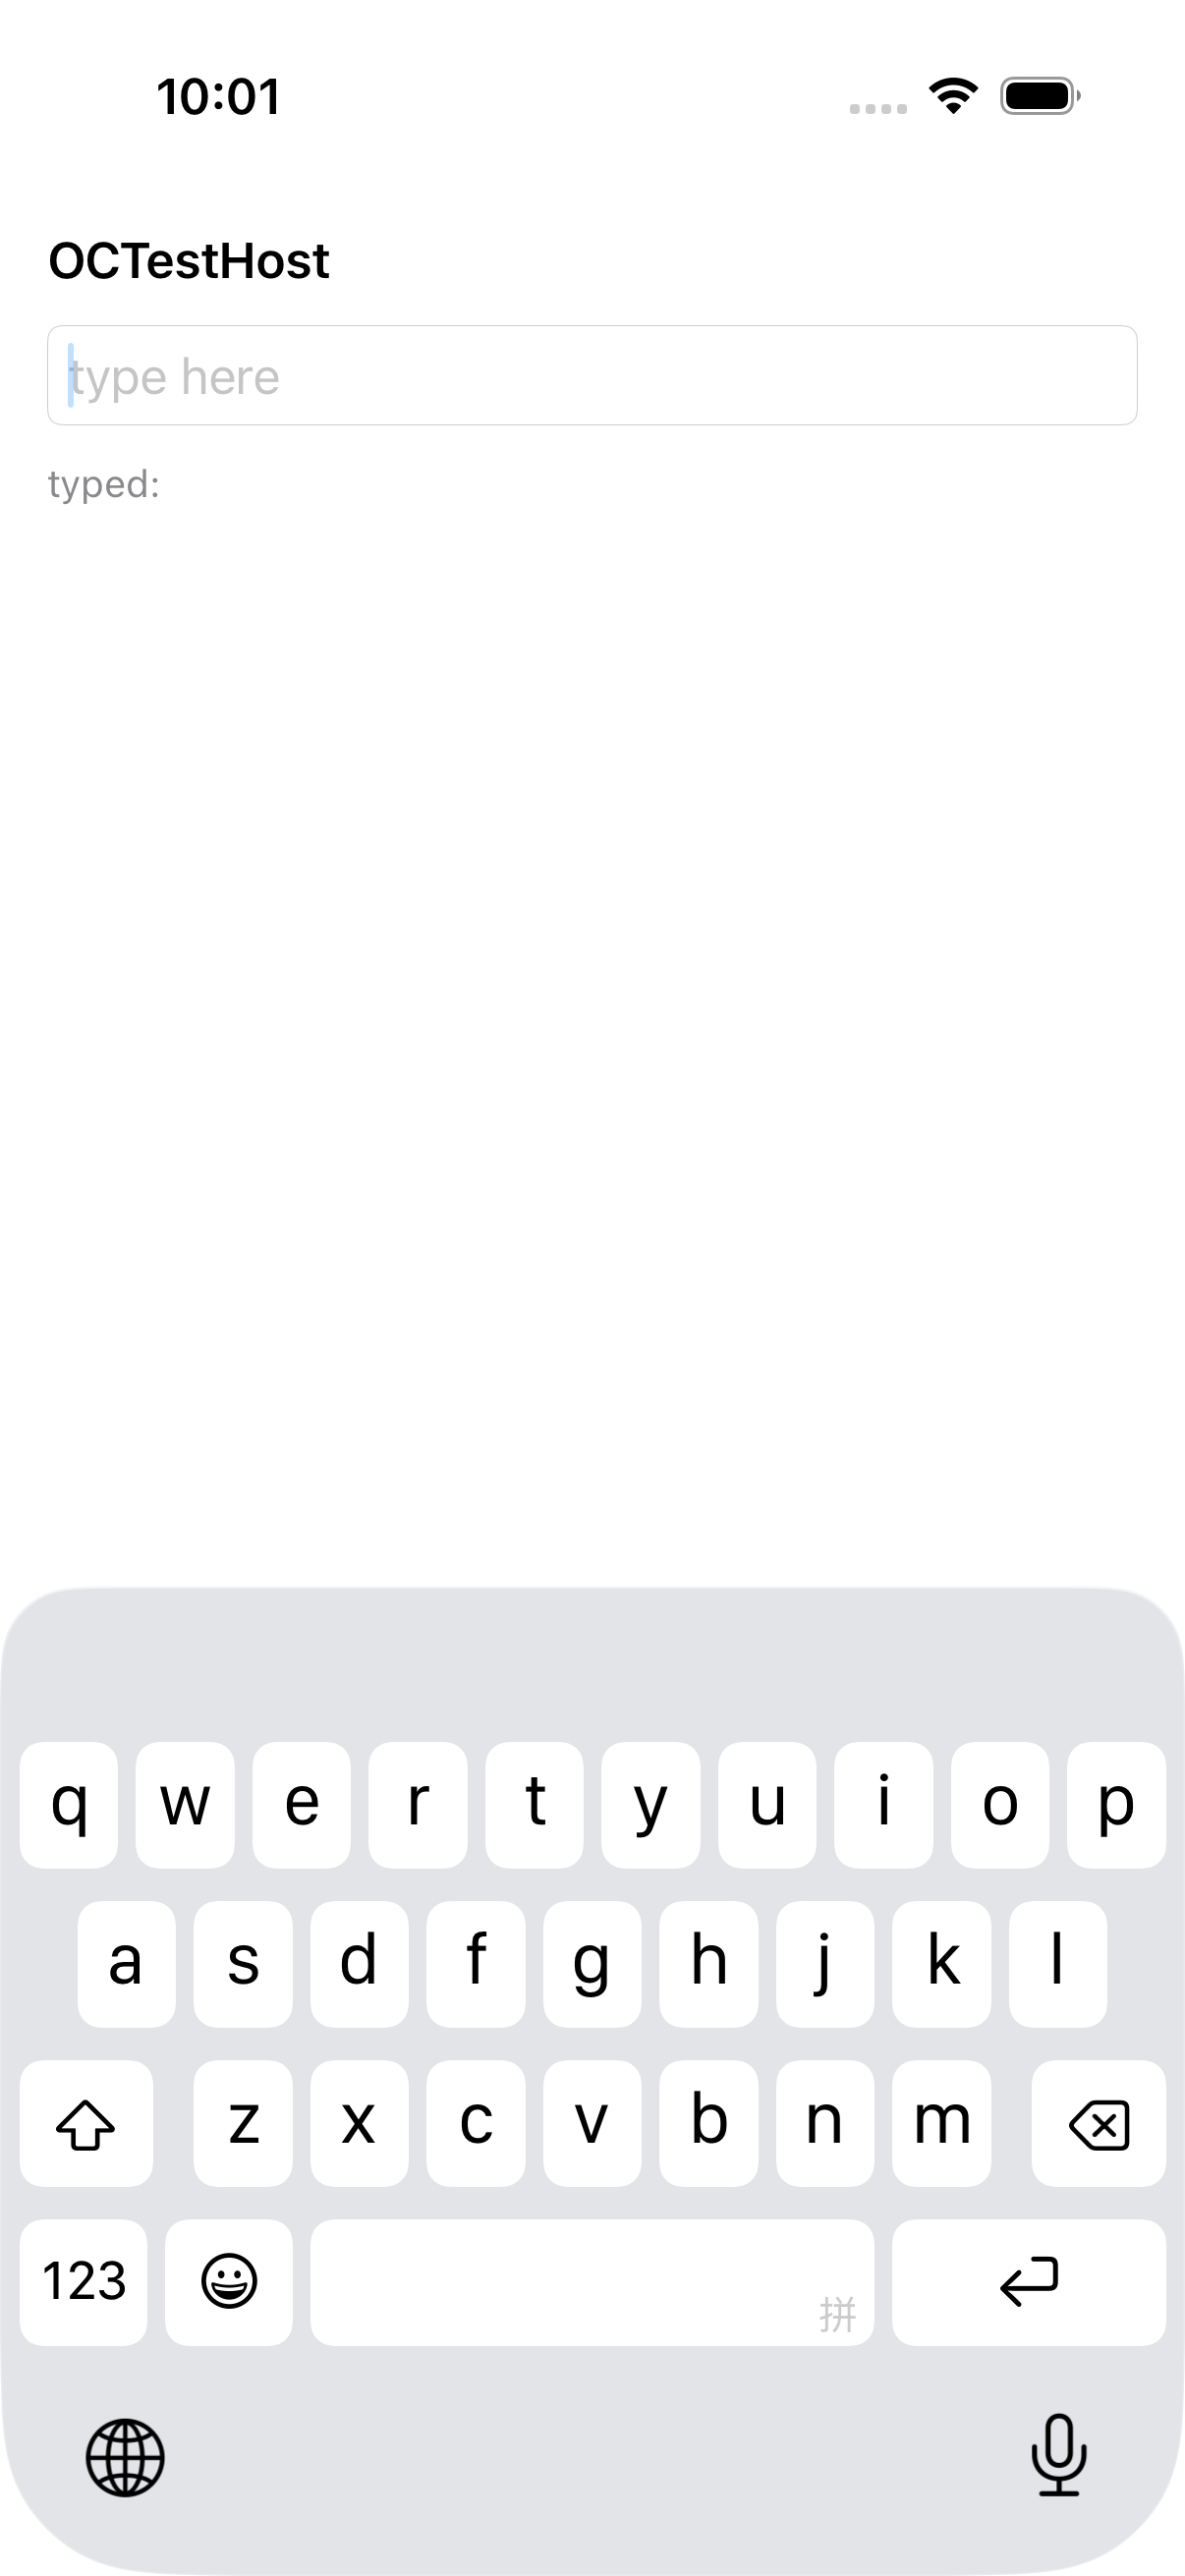 10:01
OCTestHost
type here
typed:
q w e r t y u i o p
a s d f g h j k l
z x c v b n m
123
拼